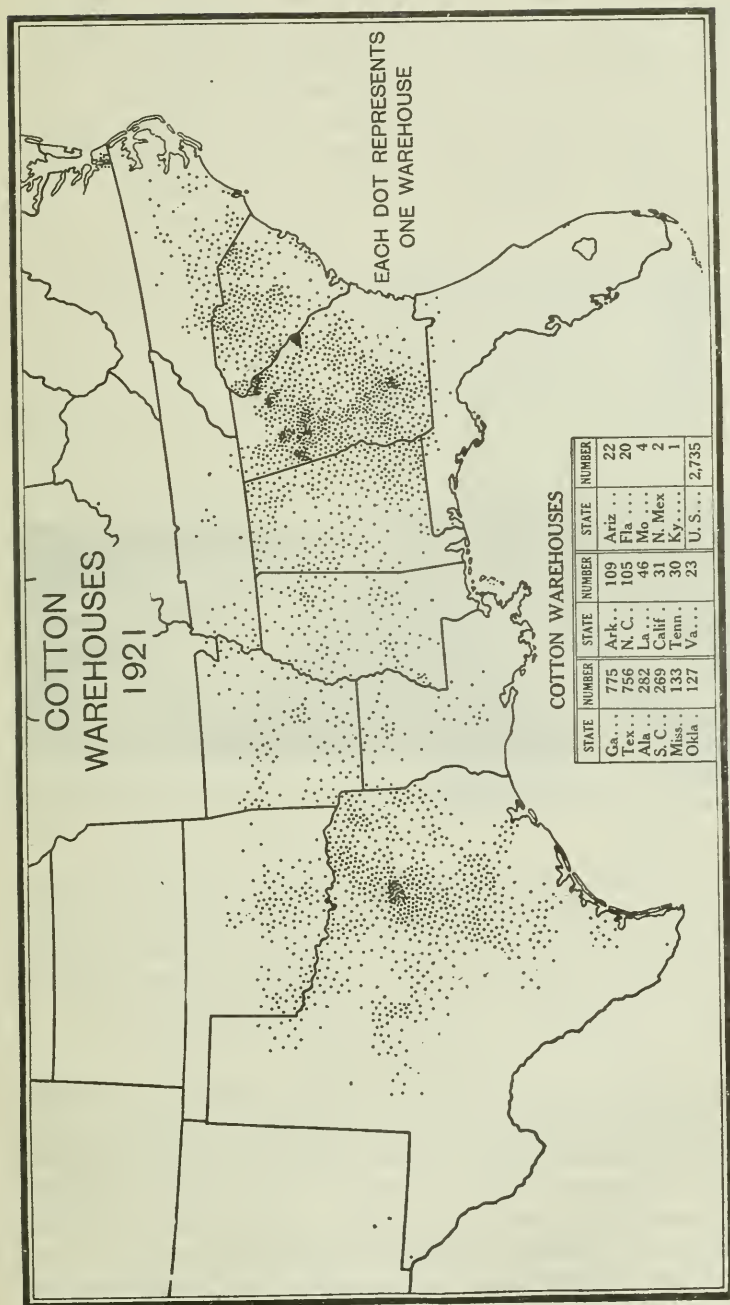 COTTON
WAREHOUSES
1921
EACH DOT REPRESENTS
ONE WAREHOUSE
COTTON WAREHOUSES
STATE NUMBER STATE NUMBER STATE NUMBER
Ga... 775 Ark.. 109 Ariz .. 22
Tex... 756 N. C. 105 Fla ... 20
Ala ... 282 La ... 46 Mo ... 4
S. C.. 269 Calif . 31 N. Mex 2
Miss.. 133 Tenn. 30 Ky.... 1
Okla. 127 Va... 23 U. S... 2,735